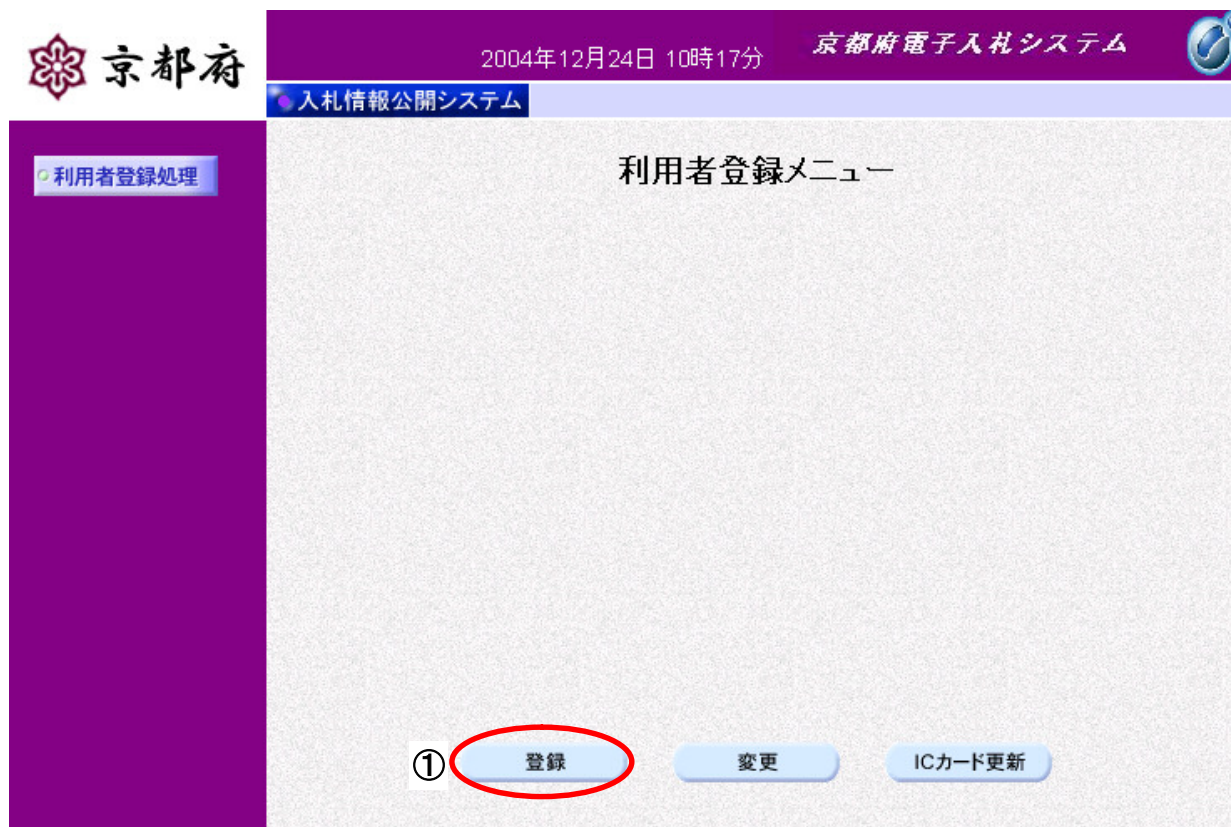 京都府
2004年12月24日 10時17分
京都府電子入札システム
入札情報公開システム
利用者登録処理
利用者登録メニュー
① 登録 変更 ICカード更新